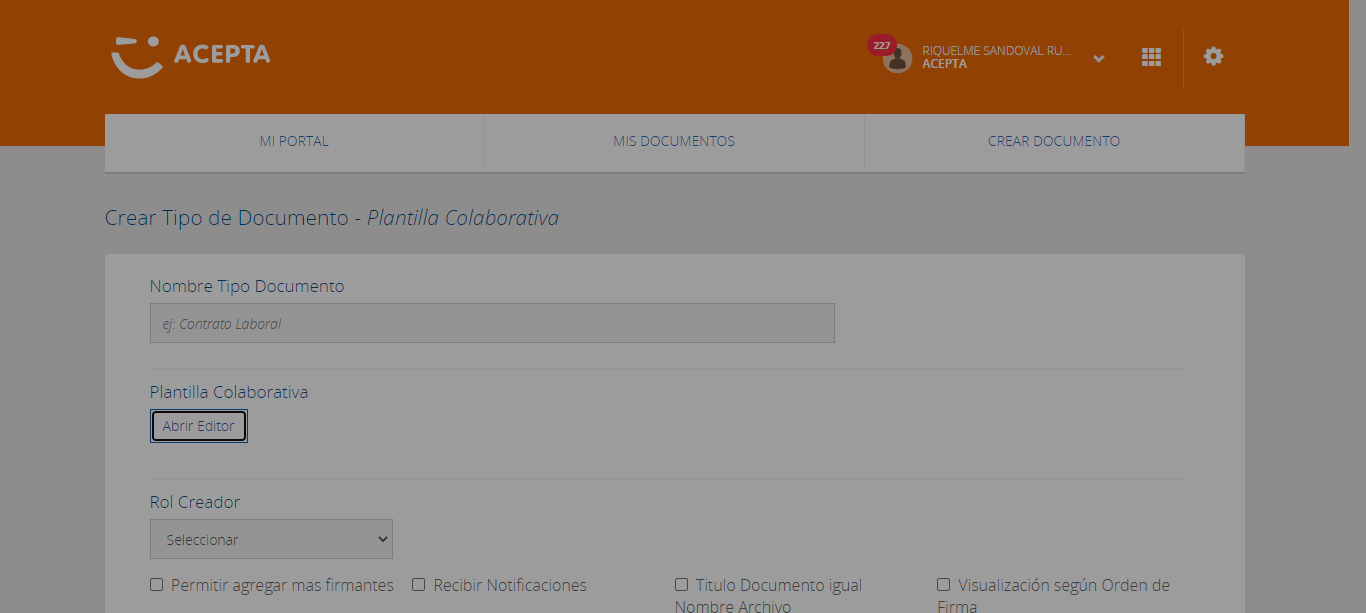 ACEPTA
227
RIQUELME SANDOVAL RU...
ACEPTA
MI PORTAL
MIS DOCUMENTOS
CREAR DOCUMENTO
Crear Tipo de Documento - Plantilla Colaborativa
Nombre Tipo Documento
ej: Contrato Laboral
Plantilla Colaborativa
Abrir Editor
Rol Creador
Seleccionar
Permitir agregar mas firmantes
Recibir Notificaciones
Titulo Documento igual
Nombre Archivo
Visualización según Orden de
Firma